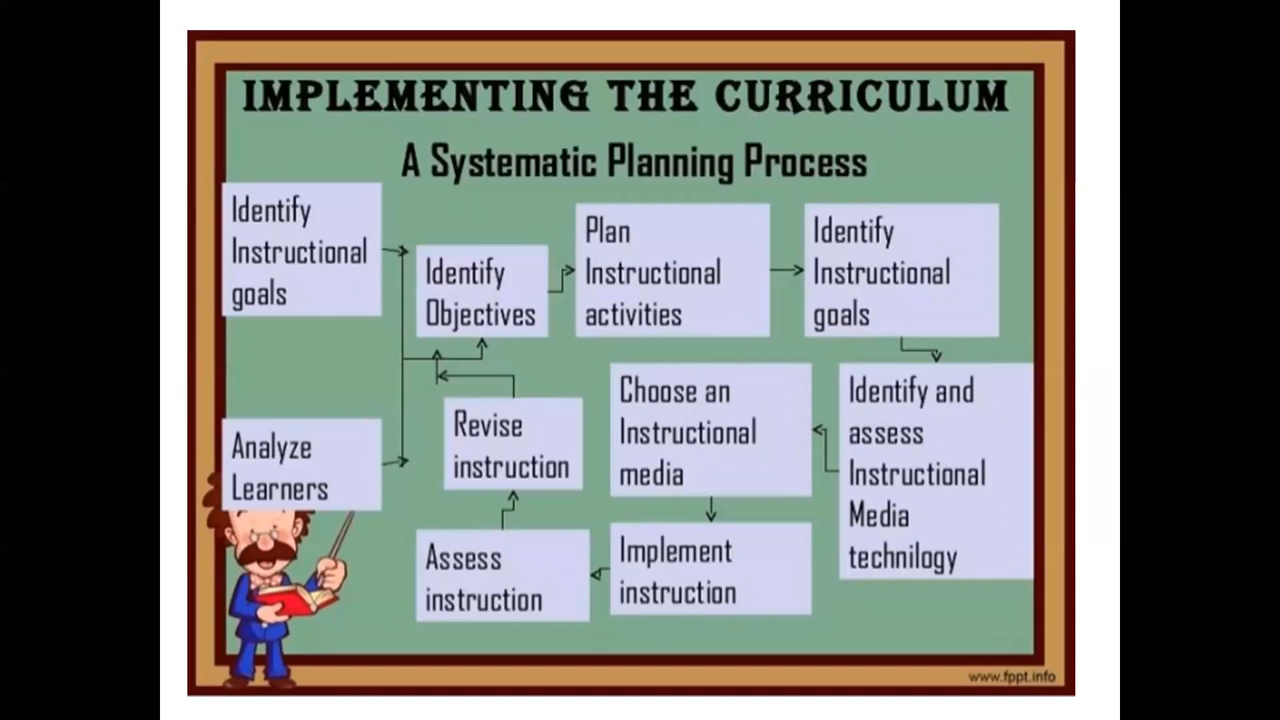 IMPLEMENTING THE CURRICULUM
A Systematic Planning Process
Identify
Instructional
goals
Analyze
Learners
Identify
Objectives
Plan
Instructional
activities
Identify
Instructional
goals
Identify and
assess
Instructional
Media
technilogy
Choose an
Instructional
media
Implement
instruction
Assess
instruction
Revise
instruction
www.fppt.info